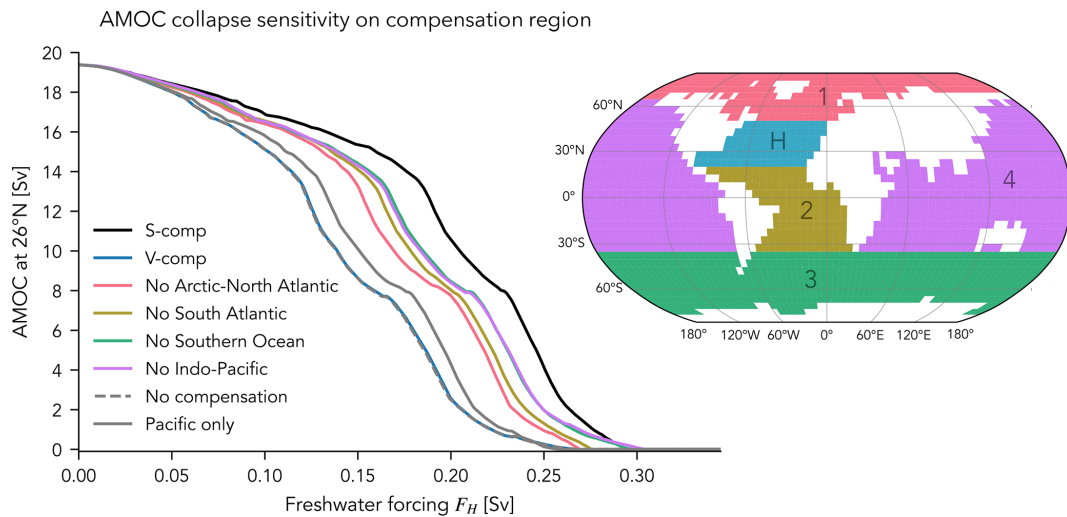 AMOC collapse sensitivity on compensation region
AMOC at 26°N [Sv]
20
18
16
14
12
10
8
6
4
2
0
S-comp
V-comp
No Arctic-North Atlantic
No South Atlantic
No Southern Ocean
No Indo-Pacific
No compensation
Pacific only
0.00 0.05 0.10 0.15 0.20 0.25 0.30
Freshwater forcing F_H [Sv]
60°N
30°N
0°
30°S
60°S
1
H
2
3
4
180° 120°W 60°W 0° 60°E 120°E 180°